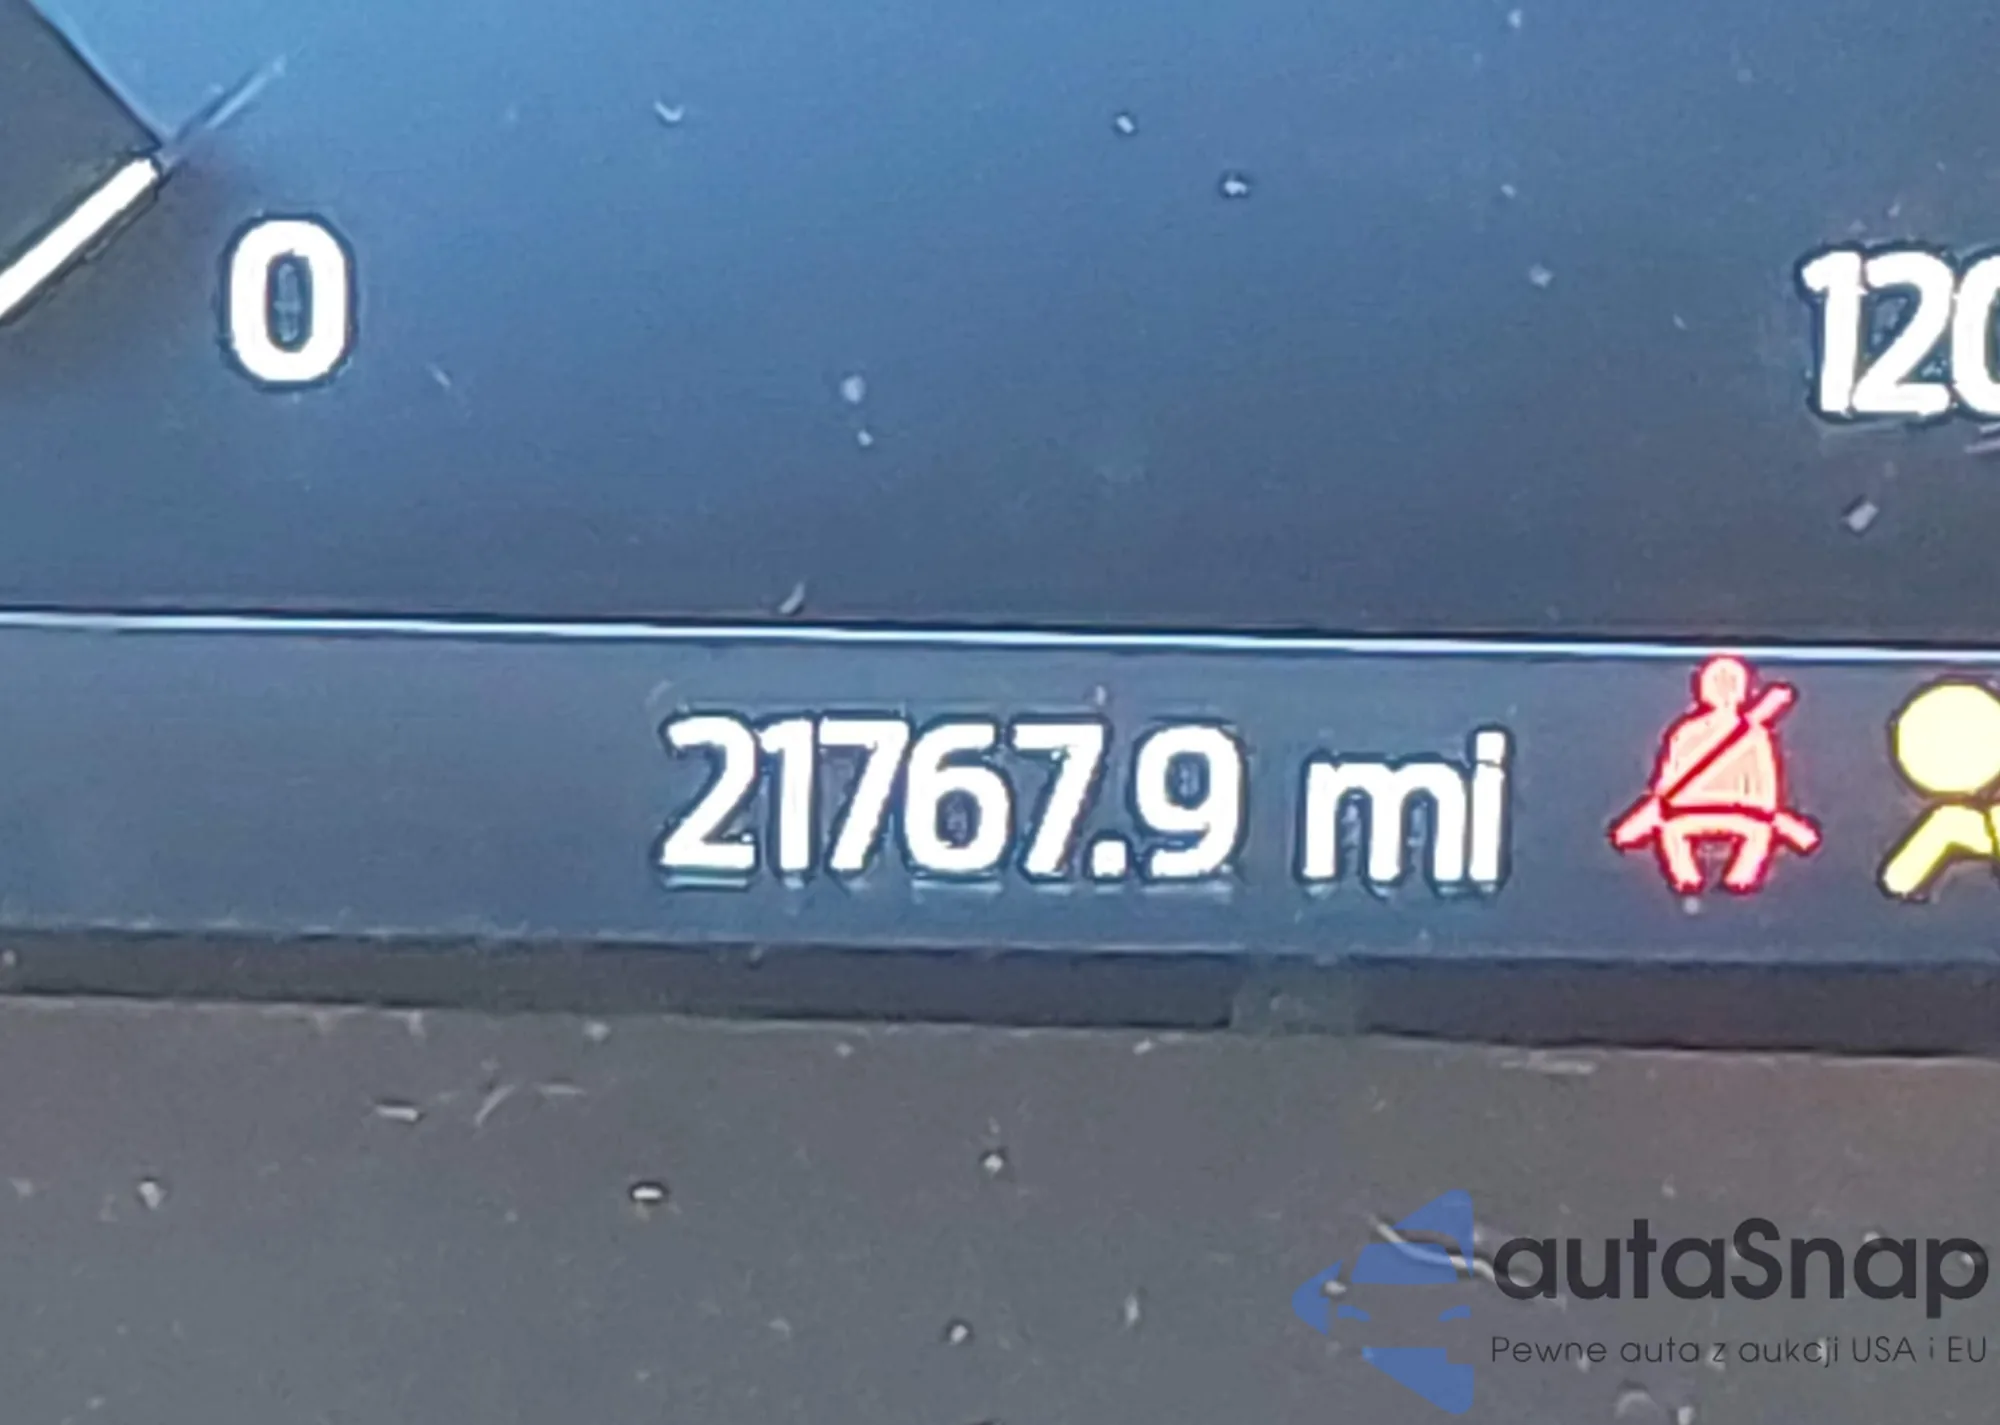 0
120
21767.9 mi
autaSnap
Pewne auta z aukcji USA i EU